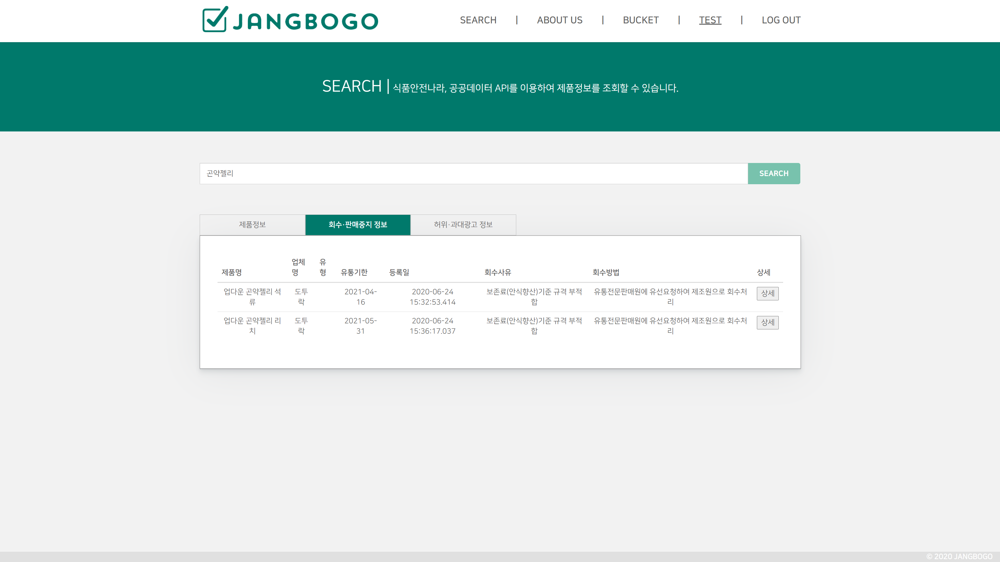 JANGBOGO
SEARCH | ABOUT US | BUCKET | TEST | LOG OUT
SEARCH | 식품안전나라, 공공데이터 API를 이용하여 제품정보를 조회할 수 있습니다.
곤약젤리
SEARCH
제품정보
회수·판매중지 정보
허위·과대광고 정보
제품명
업체
명
유
형
유통기한
등록일
회수사유
회수방법
상세
업다운 곤약젤리 석
류
도투
락
2021-04-
16
2020-06-24
15:32:53.414
보존료(안식향산)기준 규격 부적
합
유통전문판매원에 유선요청하여 제조원으로 회수처
리
상세
업다운 곤약젤리 리
치
도투
락
2021-05-
31
2020-06-24
15:36:17.037
보존료(안식향산)기준 규격 부적
합
유통전문판매원에 유선요청하여 제조원으로 회수처
리
상세
© 2020 JANGBOGO